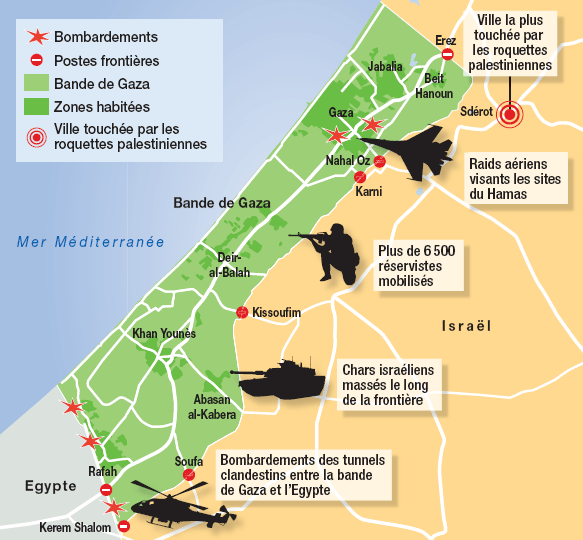 Bombardements
Postes frontières
Bande de Gaza
Zones habitées
Ville touchée par les
roquettes palestiniennes
Ville la plus
touchée par
les roquettes
palestiniennes
Erez
Jabalia
Beit
Hanoun
Gaza
Sdérot
Nahal Oz
Karni
Raids aériens
visants les sites
du Hamas
Bande de Gaza
Mer Méditerranée
Plus de 6 500
réservistes
mobilisés
Deir-
al-Balah
Kissoufim
Israël
Khan Younès
Chars israéliens
massés le long
de la frontière
Abasan
al-Kabera
Soufa
Bombardements des tunnels
clandestins entre la bande
de Gaza et l'Egypte
Rafah
Egypte
Kerem Shalom